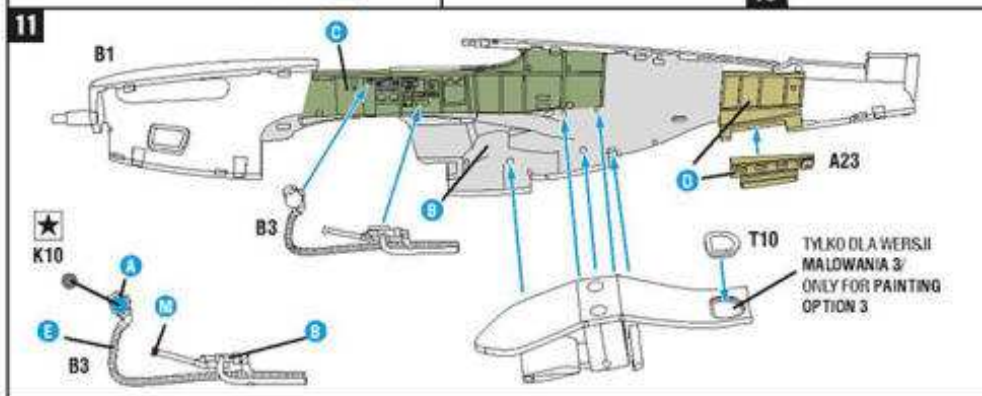 11
B1
C
B
D
A23
B3
K10
A
M
B
E
B3
T10
TYLKO DLA WERSJI
MALOWANIA 3/
ONLY FOR PAINTING
OPTION 3